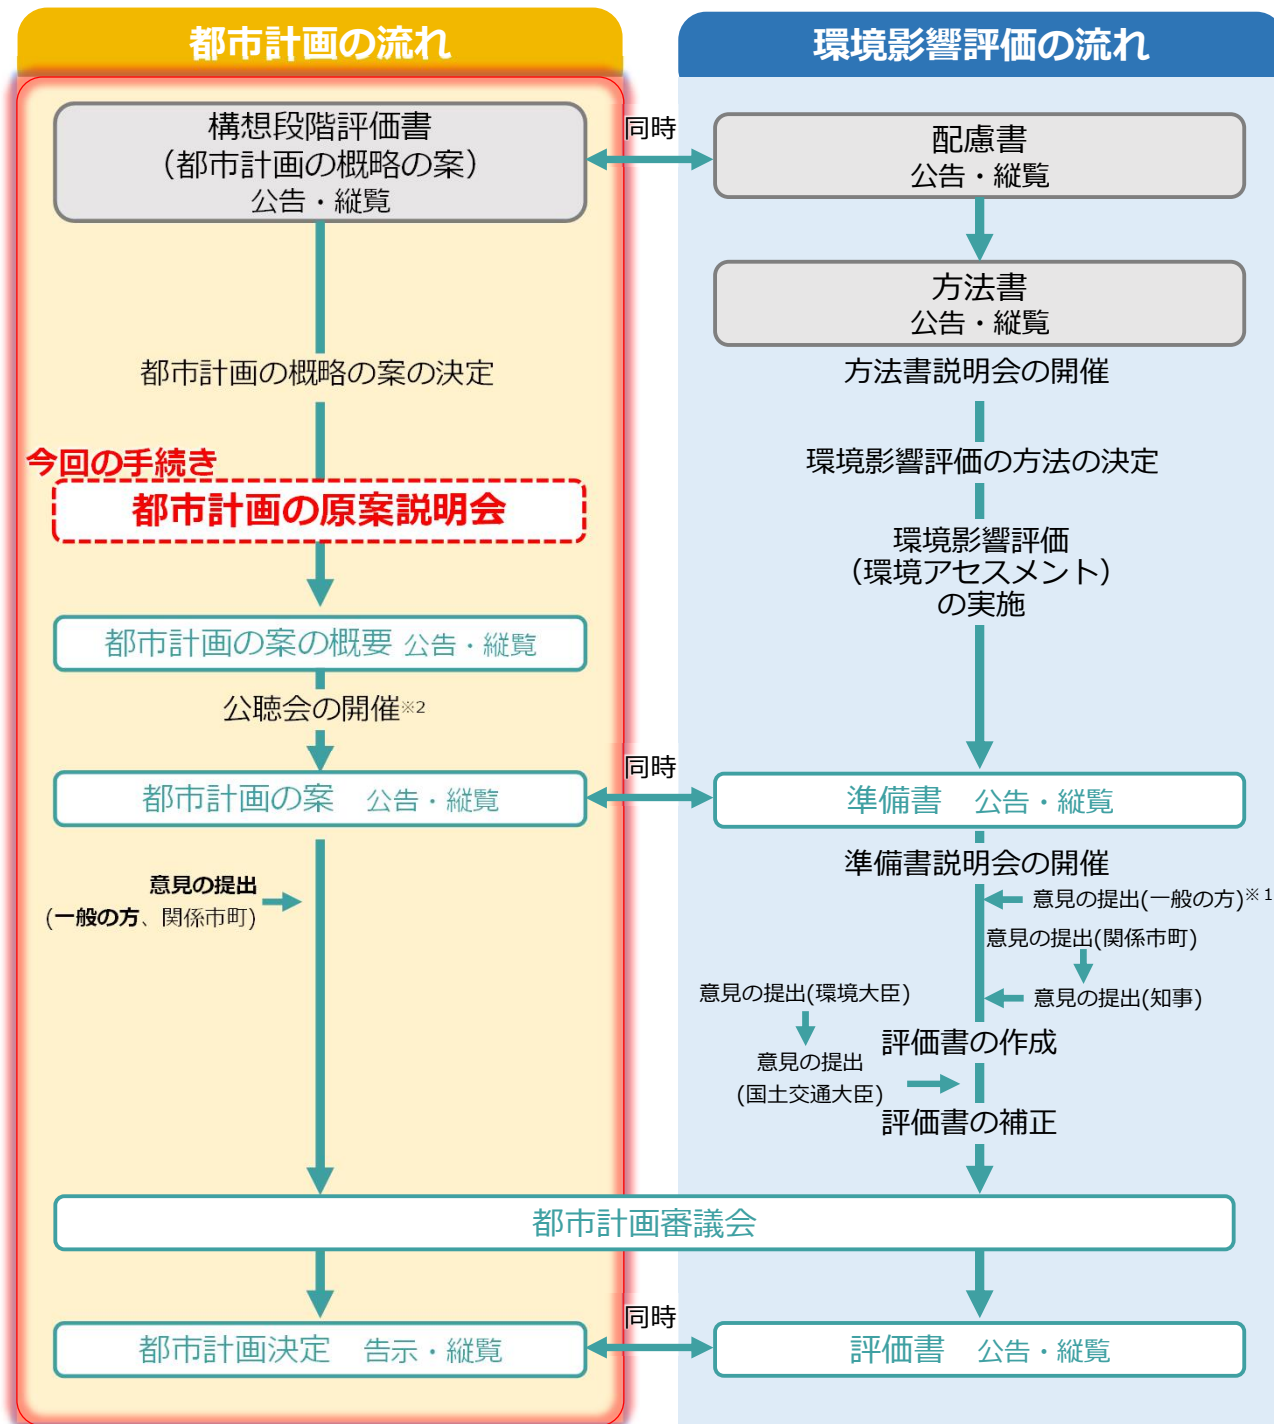 都市計画の流れ
構想段階評価書
（都市計画の概略の案）
公告・縦覧
都市計画の概略の案の決定
今回の手続き
都市計画の原案説明会
都市計画の案の概要 公告・縦覧
公聴会の開催※2
都市計画の案 公告・縦覧
意見の提出
(一般の方、関係市町)
環境影響評価の流れ
同時
配慮書
公告・縦覧
方法書
公告・縦覧
方法書説明会の開催
環境影響評価の方法の決定
環境影響評価
（環境アセスメント）
の実施
同時
準備書 公告・縦覧
準備書説明会の開催
意見の提出(一般の方)※1
意見の提出(関係市町)
意見の提出(知事)
意見の提出(環境大臣)
評価書の作成
意見の提出
(国土交通大臣)
評価書の補正
都市計画審議会
都市計画決定 告示・縦覧
同時
評価書 公告・縦覧